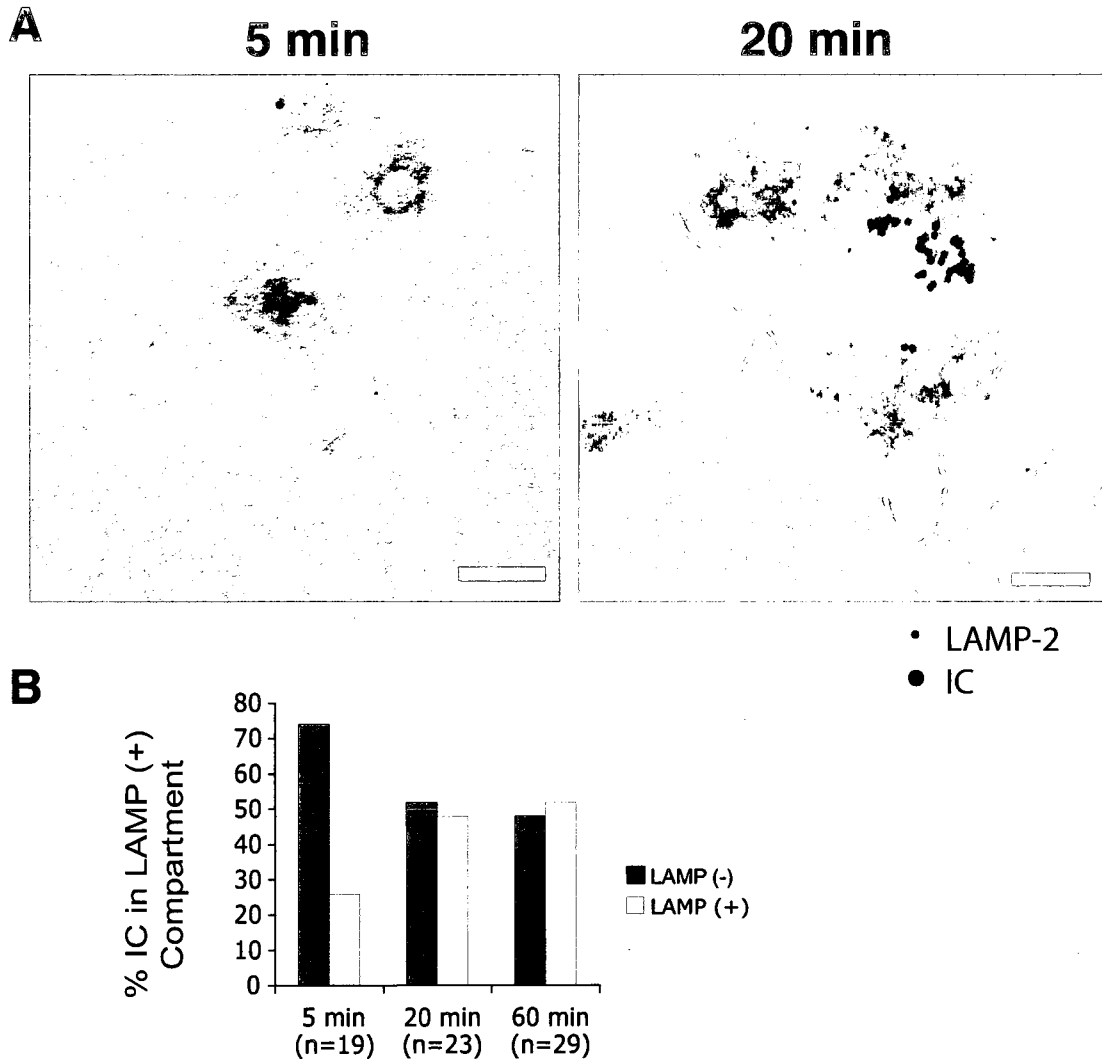 A
5 min
20 min
LAMP-2
IC
B
% IC in LAMP (+)
Compartment
80
70
60
50
40
30
20
10
0
5 min
(n=19)
20 min
(n=23)
60 min
(n=29)
LAMP (-)
LAMP (+)